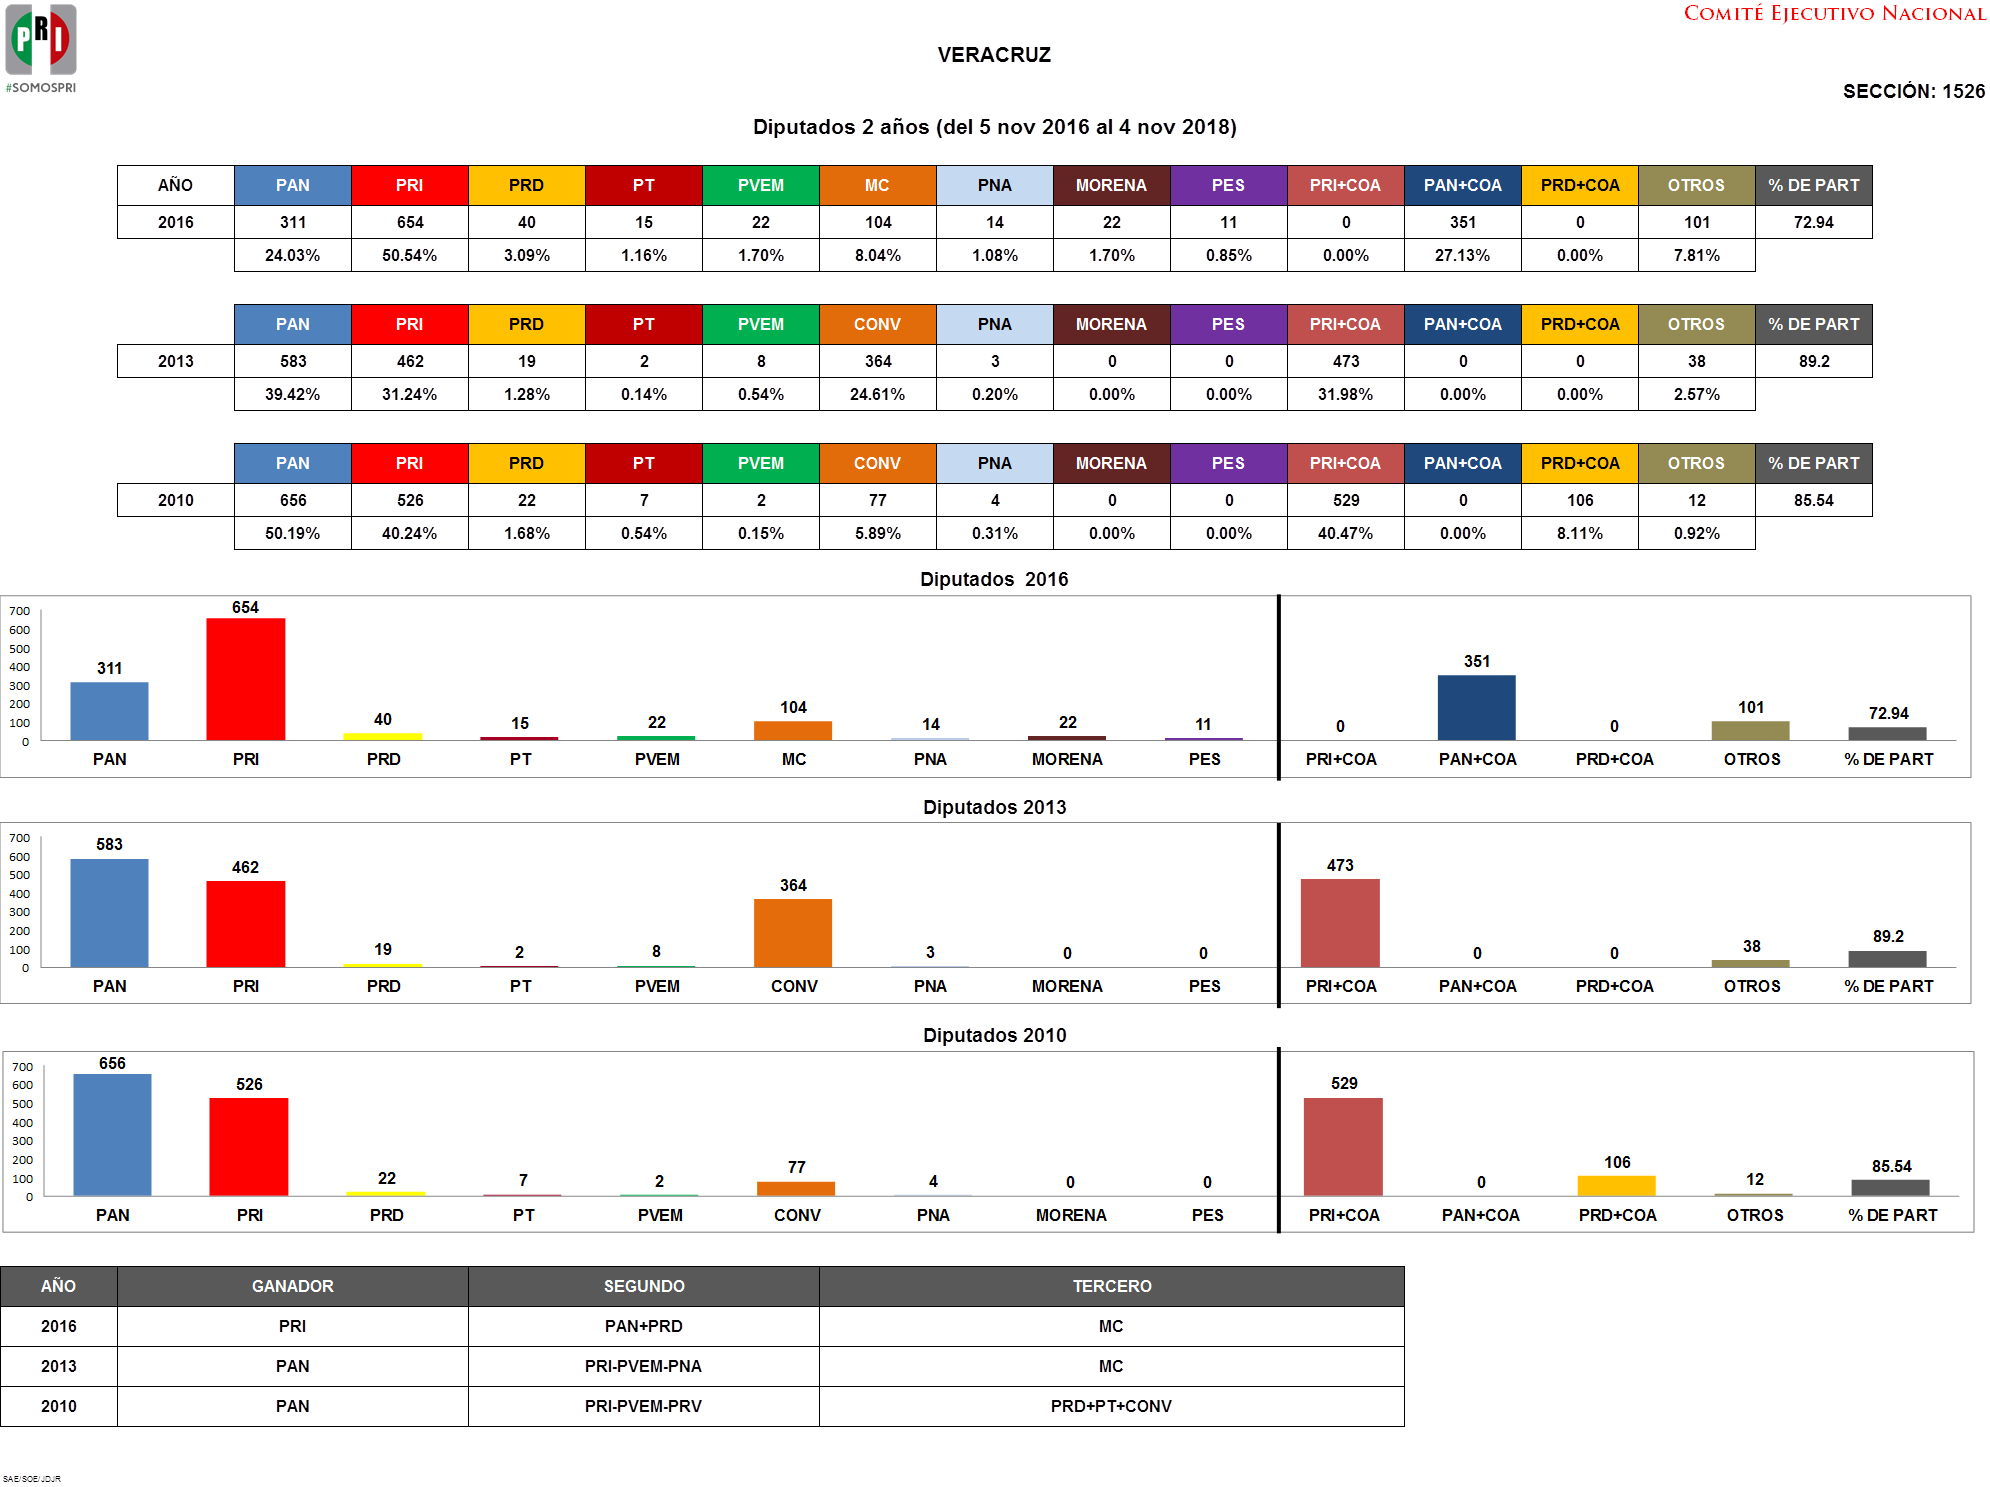 PRI
#SOMOSPRI
COMITÉ EJECUTIVO NACIONAL
VERACRUZ
SECCIÓN: 1526
Diputados 2 años (del 5 nov 2016 al 4 nov 2018)
AÑO PAN PRI PRD PT PVEM MC PNA MORENA PES PRI+COA PAN+COA PRD+COA OTROS % DE PART
2016 311 654 40 15 22 104 14 22 11 0 351 0 101 72.94
24.03% 50.54% 3.09% 1.16% 1.70% 8.04% 1.08% 1.70% 0.85% 0.00% 27.13% 0.00% 7.81%
PAN PRI PRD PT PVEM CONV PNA MORENA PES PRI+COA PAN+COA PRD+COA OTROS % DE PART
2013 583 462 19 2 8 364 3 0 0 473 0 0 38 89.2
39.42% 31.24% 1.28% 0.14% 0.54% 24.61% 0.20% 0.00% 0.00% 31.98% 0.00% 0.00% 2.57%
PAN PRI PRD PT PVEM CONV PNA MORENA PES PRI+COA PAN+COA PRD+COA OTROS % DE PART
2010 656 526 22 7 2 77 4 0 0 529 0 106 12 85.54
50.19% 40.24% 1.68% 0.54% 0.15% 5.89% 0.31% 0.00% 0.00% 40.47% 0.00% 8.11% 0.92%
Diputados 2016
700
600
500
400
300
200
100
0
311 654 40 15 22 104 14 22 11 0 351 0 101 72.94
PAN PRI PRD PT PVEM MC PNA MORENA PES PRI+COA PAN+COA PRD+COA OTROS % DE PART
Diputados 2013
700
600
500
400
300
200
100
0
583 462 19 2 8 364 3 0 0 473 0 0 38 89.2
PAN PRI PRD PT PVEM CONV PNA MORENA PES PRI+COA PAN+COA PRD+COA OTROS % DE PART
Diputados 2010
700
600
500
400
300
200
100
0
656 526 22 7 2 77 4 0 0 529 0 106 12 85.54
PAN PRI PRD PT PVEM CONV PNA MORENA PES PRI+COA PAN+COA PRD+COA OTROS % DE PART
AÑO GANADOR SEGUNDO TERCERO
2016 PRI PAN+PRD MC
2013 PAN PRI-PVEM-PNA MC
2010 PAN PRI-PVEM-PRV PRD+PT+CONV
SAE/SOE/JDJR